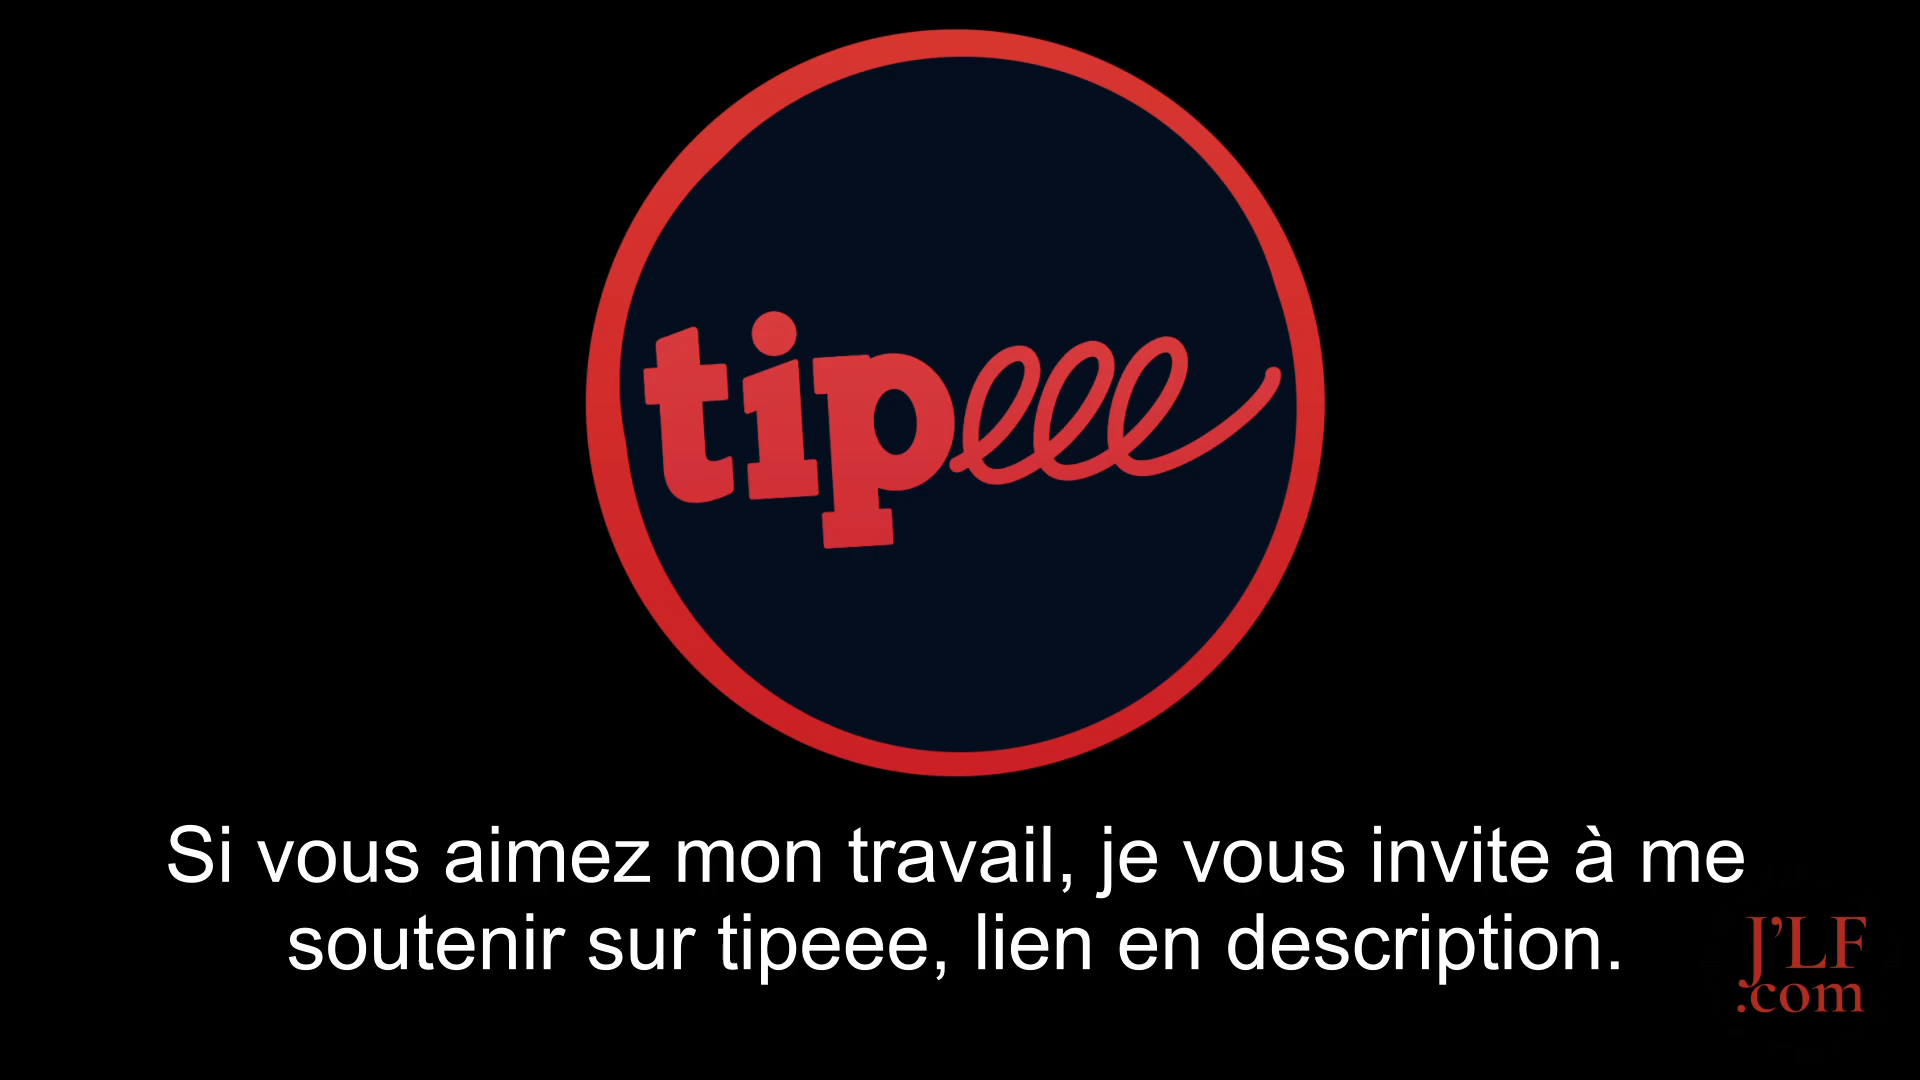 tipeee
Si vous aimez mon travail, je vous invite à me
soutenir sur tipeee, lien en description.
J'LF
.com